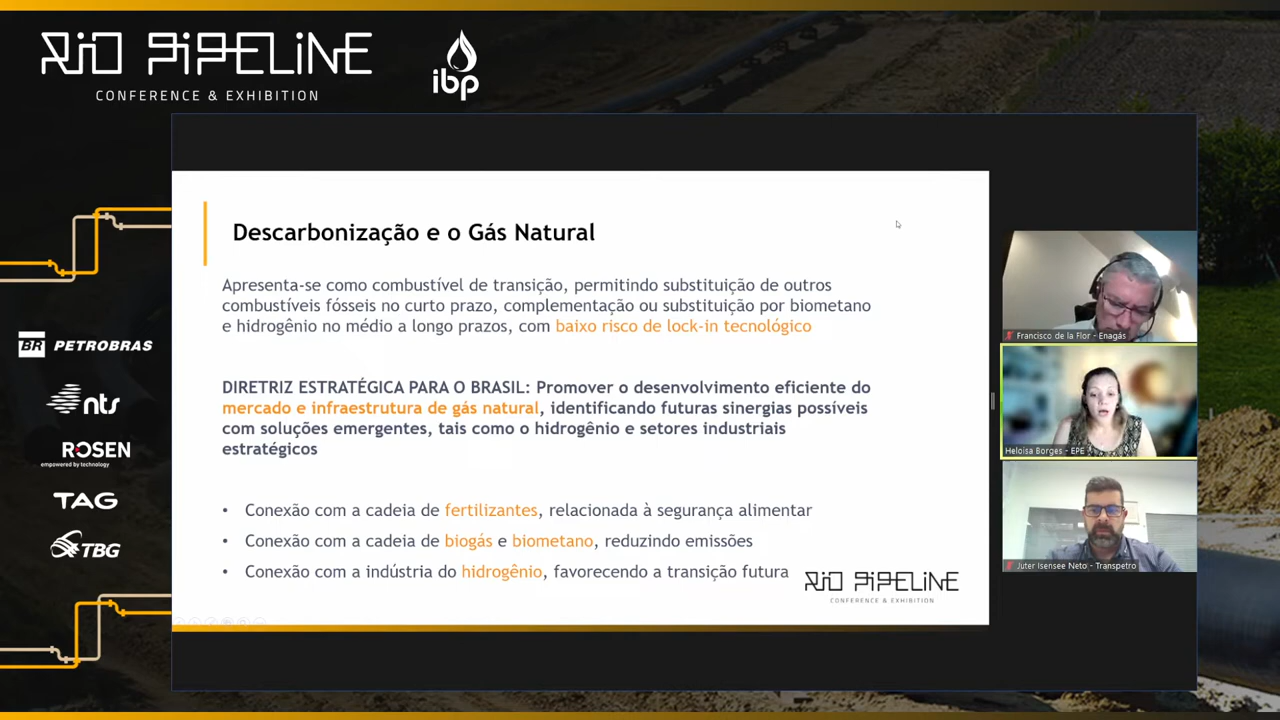 RIO PIPELINE
CONFERENCE & EXHIBITION
ibp
Descarbonização e o Gás Natural
Apresenta-se como combustível de transição, permitindo substituição de outros
combustíveis fósseis no curto prazo, complementação ou substituição por biometano
e hidrogênio no médio a longo prazos, com baixo risco de lock-in tecnológico
DIRETRIZ ESTRATÉGICA PARA O BRASIL: Promover o desenvolvimento eficiente do
mercado e infraestrutura de gás natural, identificando futuras sinergias possíveis
com soluções emergentes, tais como o hidrogênio e setores industriais
estratégicos
• Conexão com a cadeia de fertilizantes, relacionada à segurança alimentar
• Conexão com a cadeia de biogás e biometano, reduzindo emissões
• Conexão com a indústria do hidrogênio, favorecendo a transição futura
RIO PIPELINE
CONFERENCE & EXHIBITION
BR PETROBRAS
nts
ROSEN
empowered by technology
TAG
TBG
Francisco de la Flor - Enagás
Heloisa Borges - EPE
Juter Isensee Neto - Transpetro